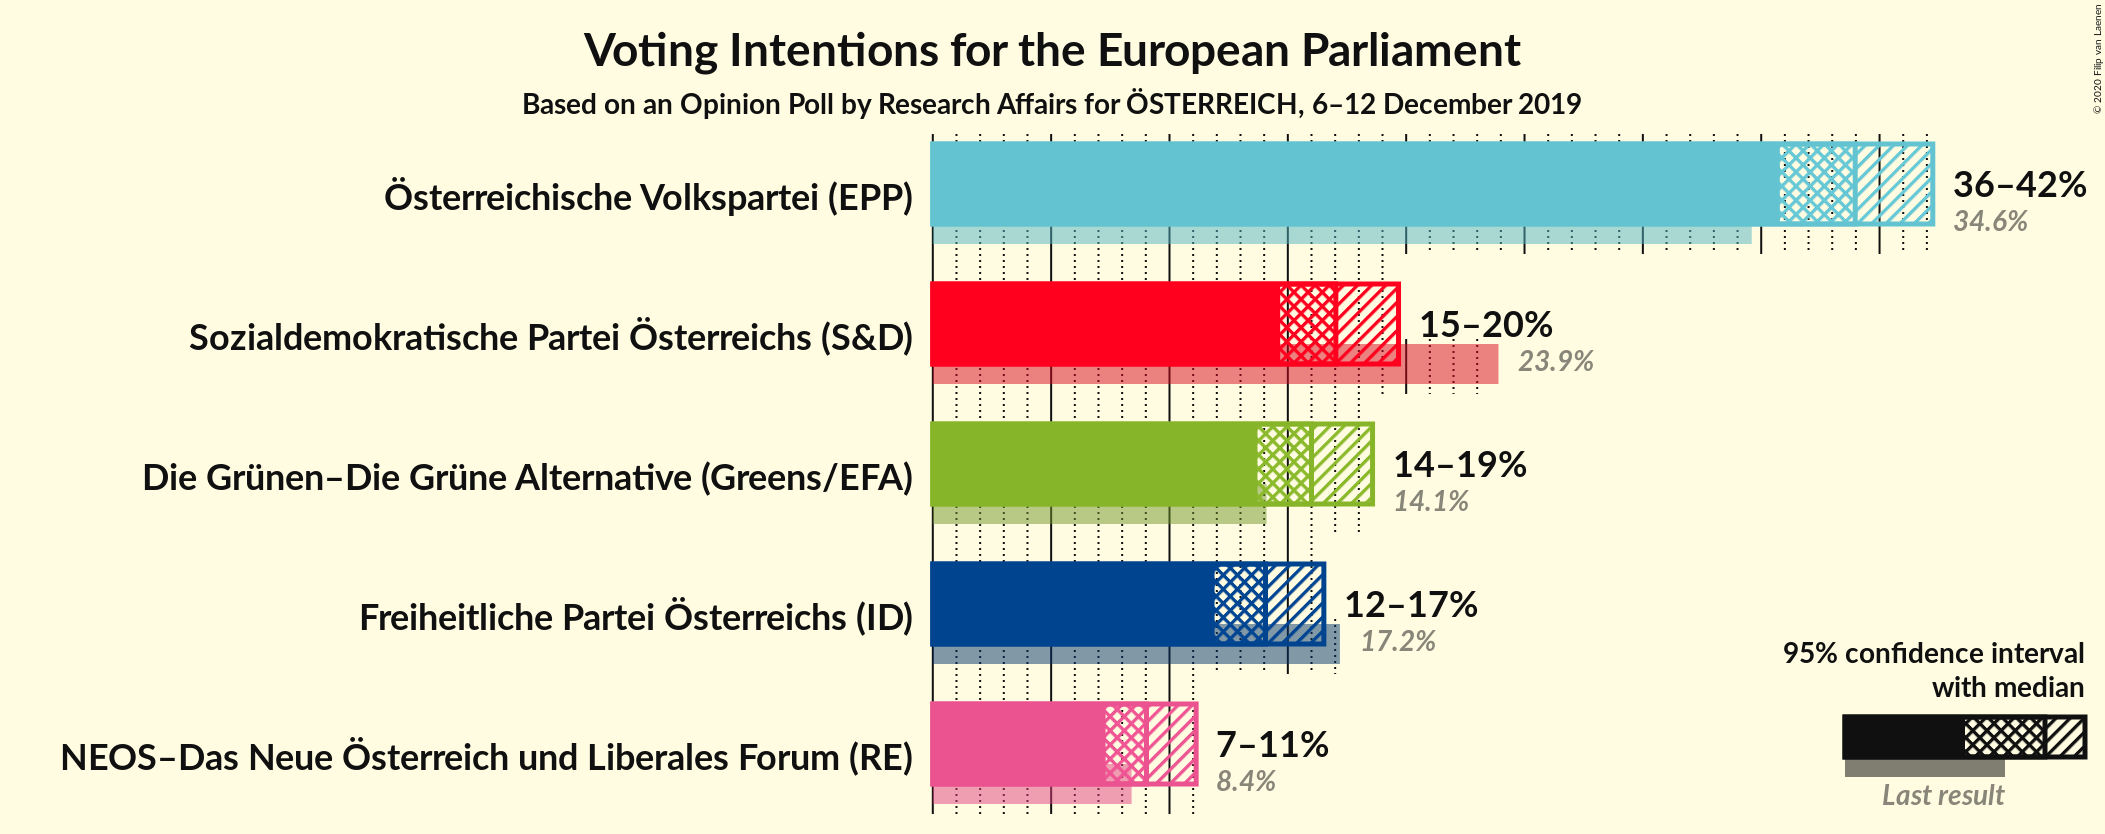 Voting Intentions for the European Parliament
Based on an Opinion Poll by Research Affairs for ÖSTERREICH, 6–12 December 2019
© 2020 Filip van Laenen
Österreichische Volkspartei (EPP)
36–42%
34.6%
Sozialdemokratische Partei Österreichs (S&D)
15–20%
23.9%
Die Grünen–Die Grüne Alternative (Greens/EFA)
14–19%
14.1%
Freiheitliche Partei Österreichs (ID)
12–17%
17.2%
NEOS–Das Neue Österreich und Liberales Forum (RE)
7–11%
8.4%
95% confidence interval
with median
Last result